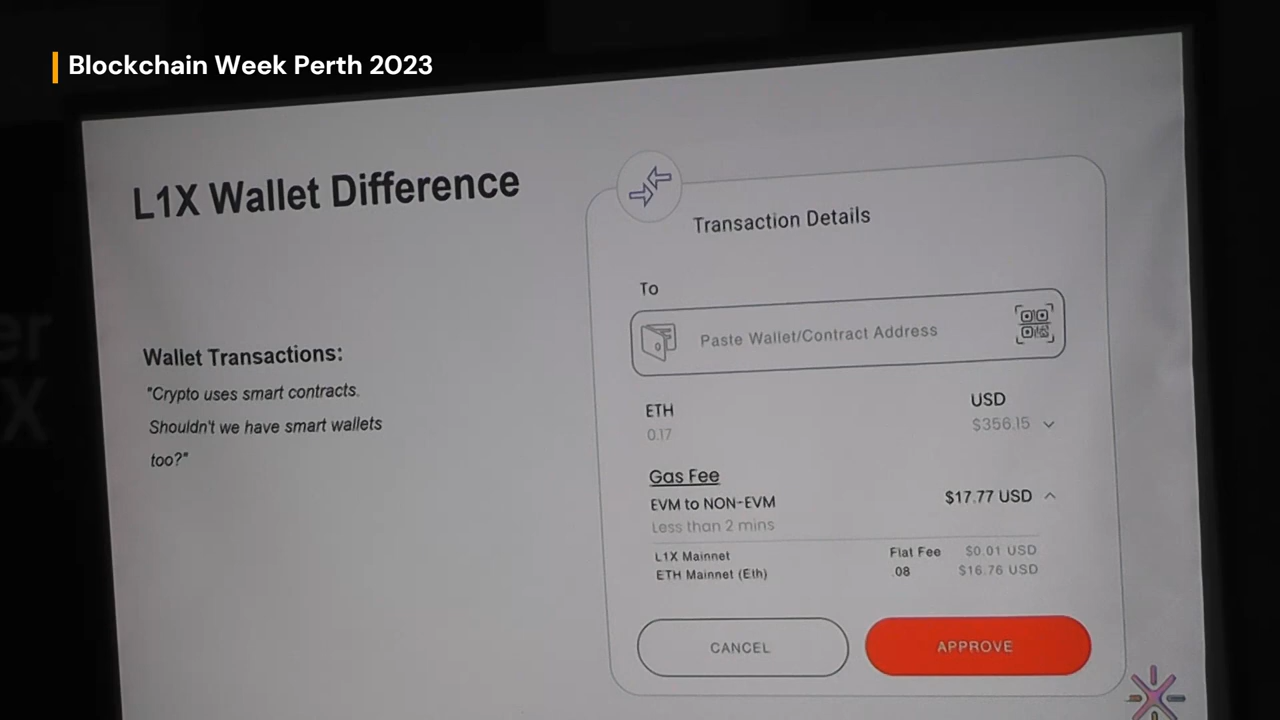 Blockchain Week Perth 2023
L1X Wallet Difference
Wallet Transactions:
"Crypto uses smart contracts.
Shouldn't we have smart wallets
too?"
Transaction Details
To
Paste Wallet/Contract Address
ETH
USD
0.17
$356.15
Gas Fee
EVM to NON-EVM
$17.77 USD
Less than 2 mins
L1X Mainnet
Flat Fee
$0.01 USD
ETH Mainnet (Eth)
.08
$16.76 USD
CANCEL
APPROVE
er
X